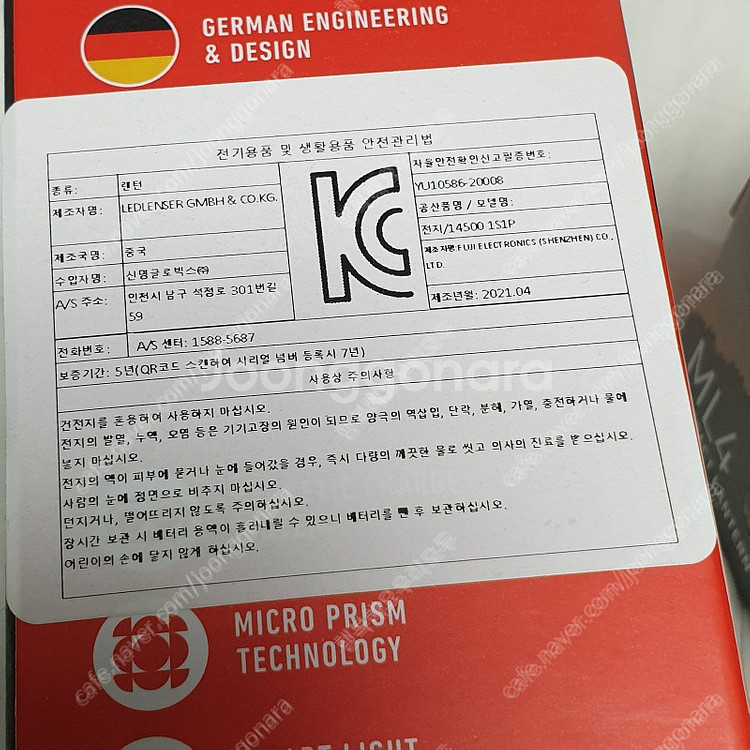 GERMAN ENGINEERING
& DESIGN
전기용품 및 생활용품 안전관리법
종류: 랜턴
제조자명: LEDLENSER GMBH & CO.KG.
제조국명: 중국
수입자명: 신명글로빅스㈜
A/S 주소: 인천시 남구 석정로 301번길
59
전화번호: A/S 센터: 1588-5687
보증기간: 5년(QR코드 스캔하여 시리얼 넘버 등록시 7년)
자율안전확인신고필증번호:
YU10586-20008
공산품명 / 모델명:
전지/14500 1S1P
제조자명:FUJI ELECTRONICS (SHENZHEN) CO.,
LTD.
제조년월: 2021.04
사용상 주의사항
건전지를 혼용하여 사용하지 마십시오.
전지의 발열, 누액, 오염 등은 기기고장의 원인이 되므로 양극의 역삽입, 단락, 분해, 가열, 충전하거나 물에
넣지 마십시오.
전지의 액이 피부에 묻거나 눈에 들어갔을 경우, 즉시 다량의 깨끗한 물로 씻고 의사의 진료를 받으십시오.
사람의 눈에 정면으로 비추지 마십시오.
던지거나, 떨어뜨리지 않도록 주의하십시오.
장시간 보관 시 배터리 용액이 흘러내릴 수 있으니 배터리를 뺀 후 보관하십시오.
어린이의 손에 닿지 않게 하십시오.
MICRO PRISM
TECHNOLOGY
LIGHT
ML4
Joonggonara
cafe.naver.com/joonggonara